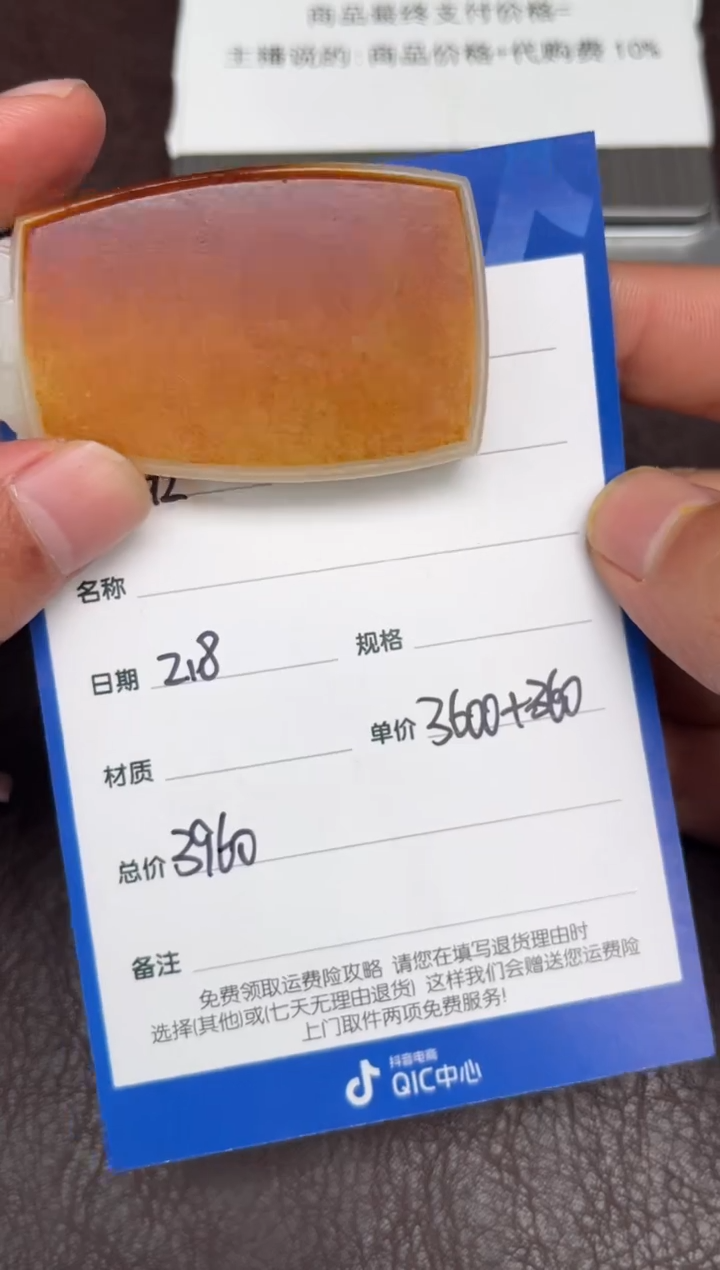 商品最终支付价格=
主播说的：商品价格+代购费10%
12
名称
日期 2.8 规格
材质 单价 3600+360
总价 3960
备注
免费领取运费险攻略 请您在填写退货理由时
选择(其他)或(七天无理由退货) 这样我们会赠送您运费险
上门取件两项免费服务!
抖音电商
QIC中心